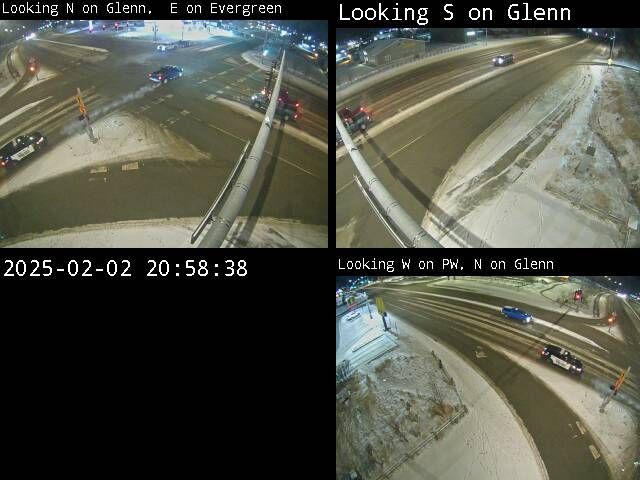 Looking N on Glenn, E on Evergreen
Looking S on Glenn
2025-02-02 20:58:38
Looking W on PW, N on Glenn